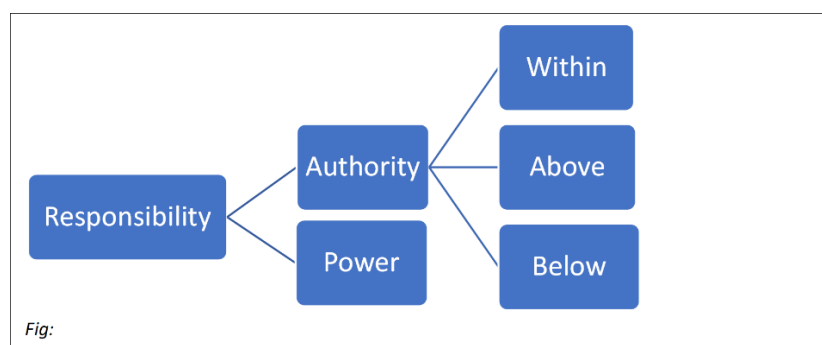 Responsibility
Authority
Power
Within
Above
Below
Fig: